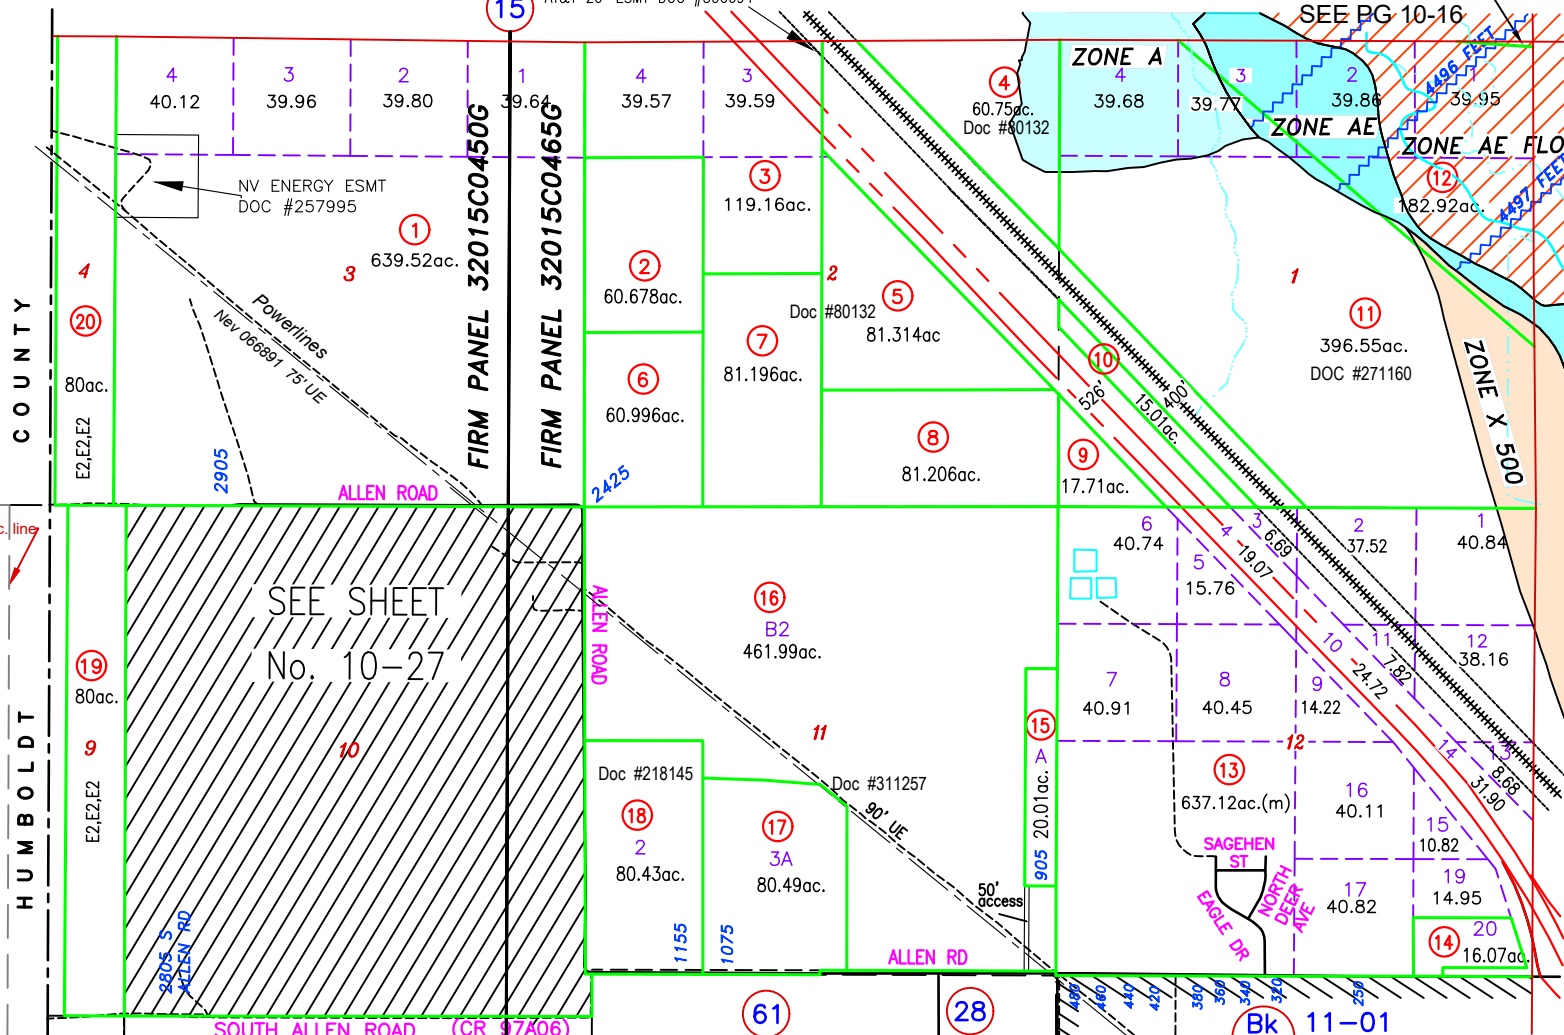 15
SEE PG 10-16
4
40.12
3
39.96
2
39.80
1
39.64
4
39.57
3
39.59
4
60.75ac.
Doc #80132
ZONE A
4
39.68
3
39.77
2
39.86
1
39.95
4496 FEET
ZONE AE
ZONE AE FLO
4497 FEET
12
182.92ac.
NV ENERGY ESMT
DOC #257995
1
639.52ac.
3
FIRM PANEL 32015C0450G
FIRM PANEL 32015C0465G
3
119.16ac.
2
60.678ac.
2
Doc #80132
5
81.314ac
1
11
396.55ac.
DOC #271160
4
20
80ac.
E2,E2,E2
COUNTY
Powerlines
Nev 066891 75'UE
2905
6
60.996ac.
7
81.196ac.
8
81.206ac.
10
526'
15.01ac.
400'
9
17.71ac.
ZONE X 500
2425
ALLEN ROAD
c. line
SEE SHEET
No. 10-27
ALLEN ROAD
16
B2
461.99ac.
6
40.74
5
15.76
4
19.07
3
6.69
2
37.52
1
40.84
19
80ac.
9
E2,E2,E2
HUMBOLDT
10
11
15
A
20.01ac.
905
7
40.91
8
40.45
9
14.22
10
24.72
11
7.82
12
38.16
12
13
637.12ac.(m)
14
31.90
13
8.68
16
40.11
15
10.82
Doc #218145
18
2
80.43ac.
1155
Doc #311257
17
3A
80.49ac.
1075
90' UE
50'
access
SAGEHEN
ST
EAGLE DR
NORTH
DEER
AVE
17
40.82
19
14.95
20
14
16.07ac
2805 S
ALLEN RD
ALLEN RD
480
460
440
420
380
360
340
320
250
61
28
Bk 11-01
SOUTH ALLEN ROAD (CR 97A06)